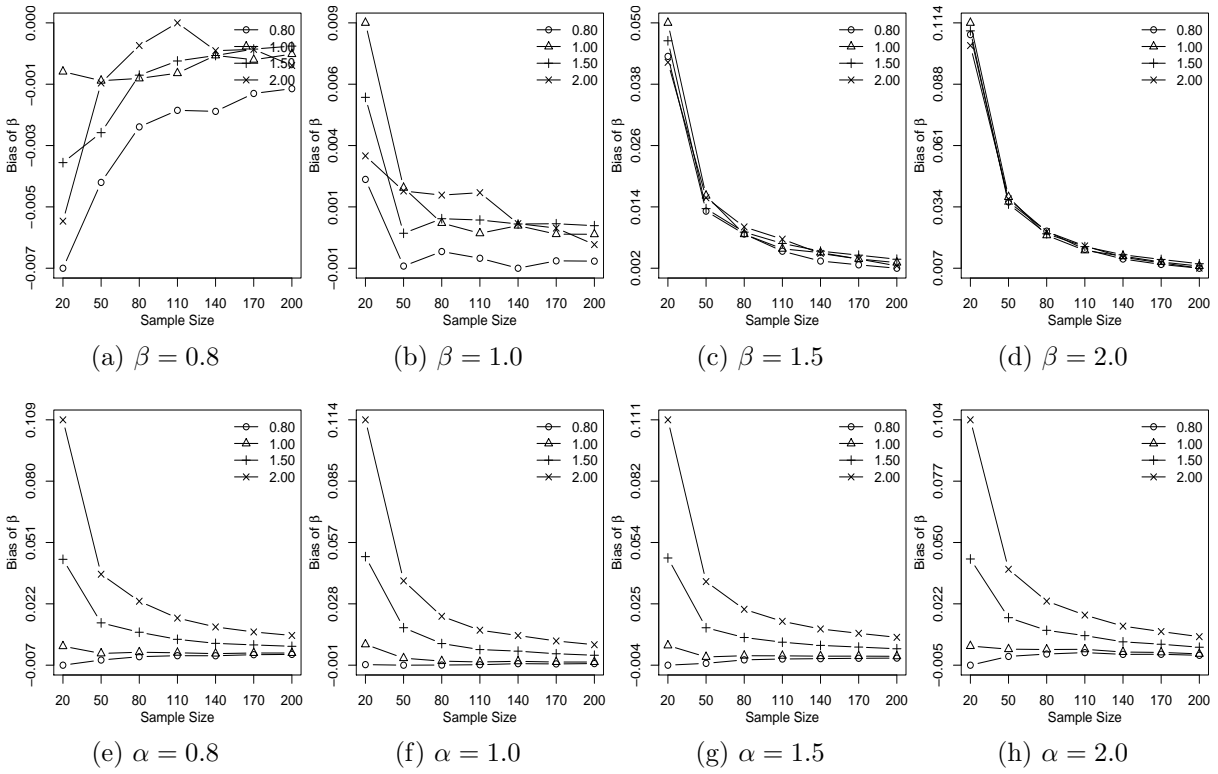 0.000
−0.001
−0.003
−0.005
−0.007
Bias of β
0.80
1.00
1.50
2.00
20 50 80 110 140 170 200
Sample Size
(a) β = 0.8
0.009
0.006
0.004
0.001
−0.001
Bias of β
0.80
1.00
1.50
2.00
20 50 80 110 140 170 200
Sample Size
(b) β = 1.0
0.050
0.038
0.026
0.014
0.002
Bias of β
0.80
1.00
1.50
2.00
20 50 80 110 140 170 200
Sample Size
(c) β = 1.5
0.114
0.088
0.061
0.034
0.007
Bias of β
0.80
1.00
1.50
2.00
20 50 80 110 140 170 200
Sample Size
(d) β = 2.0
0.109
0.080
0.051
0.022
−0.007
Bias of β
0.80
1.00
1.50
2.00
20 50 80 110 140 170 200
Sample Size
(e) α = 0.8
0.114
0.085
0.057
0.028
−0.001
Bias of β
0.80
1.00
1.50
2.00
20 50 80 110 140 170 200
Sample Size
(f) α = 1.0
0.111
0.082
0.054
0.025
−0.004
Bias of β
0.80
1.00
1.50
2.00
20 50 80 110 140 170 200
Sample Size
(g) α = 1.5
0.104
0.077
0.050
0.022
−0.005
Bias of β
0.80
1.00
1.50
2.00
20 50 80 110 140 170 200
Sample Size
(h) α = 2.0